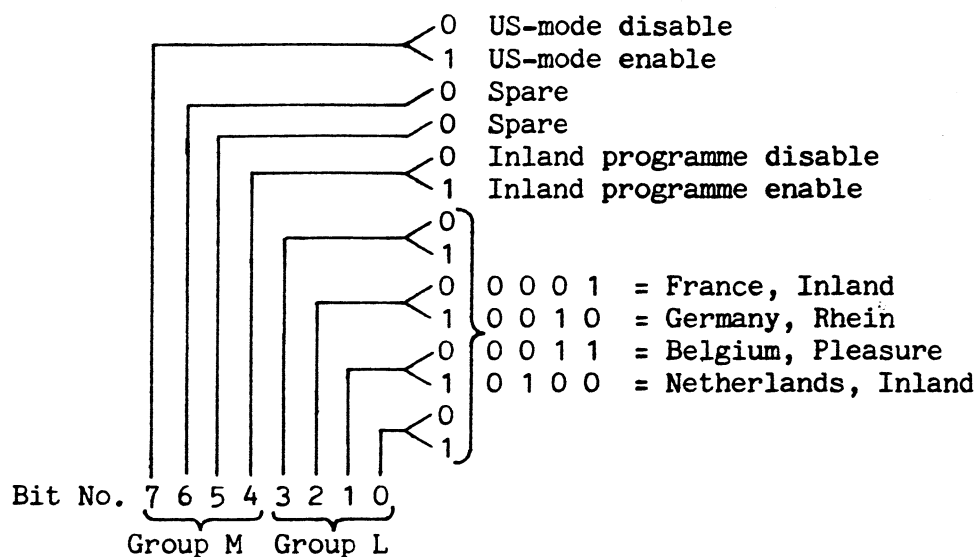 0 US-mode disable
1 US-mode enable
0 Spare
0 Spare
0 Inland programme disable
1 Inland programme enable
0
1
0 0 0 0 1 = France, Inland
1 0 0 1 0 = Germany, Rhein
0 0 0 1 1 = Belgium, Pleasure
1 0 1 0 0 = Netherlands, Inland
0
1
Bit No. 7 6 5 4 3 2 1 0
Group M Group L